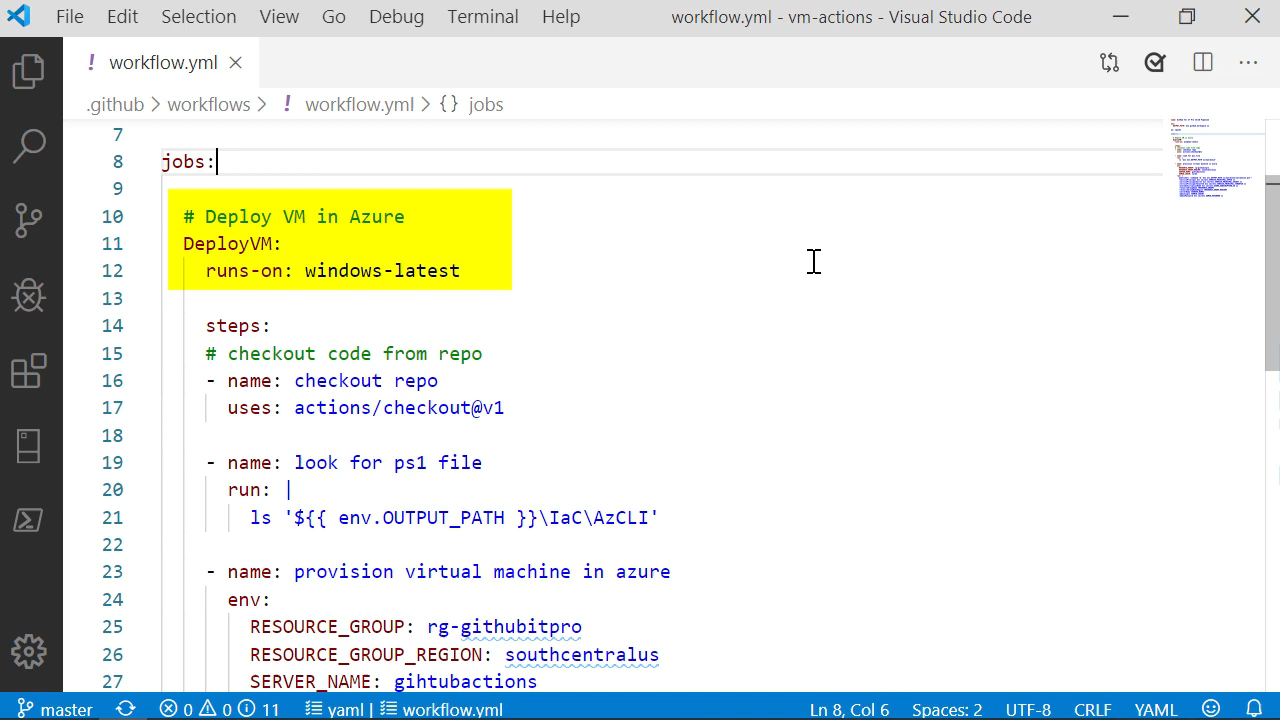 File Edit Selection View Go Debug Terminal Help workflow.yml - vm-actions - Visual Studio Code
! workflow.yml
.github > workflows > ! workflow.yml > {} jobs
7
8 jobs:
9
10 # Deploy VM in Azure
11 DeployVM:
12 runs-on: windows-latest
13
14 steps:
15 # checkout code from repo
16 - name: checkout repo
17 uses: actions/checkout@v1
18
19 - name: look for ps1 file
20 run: |
21 ls '${{ env.OUTPUT_PATH }}\IaC\AzCLI'
22
23 - name: provision virtual machine in azure
24 env:
25 RESOURCE_GROUP: rg-githubitpro
26 RESOURCE_GROUP_REGION: southcentralus
27 SERVER_NAME: gihtubactions
master 0 0 11 yaml | workflow.yml Ln 8, Col 6 Spaces: 2 UTF-8 CRLF YAML